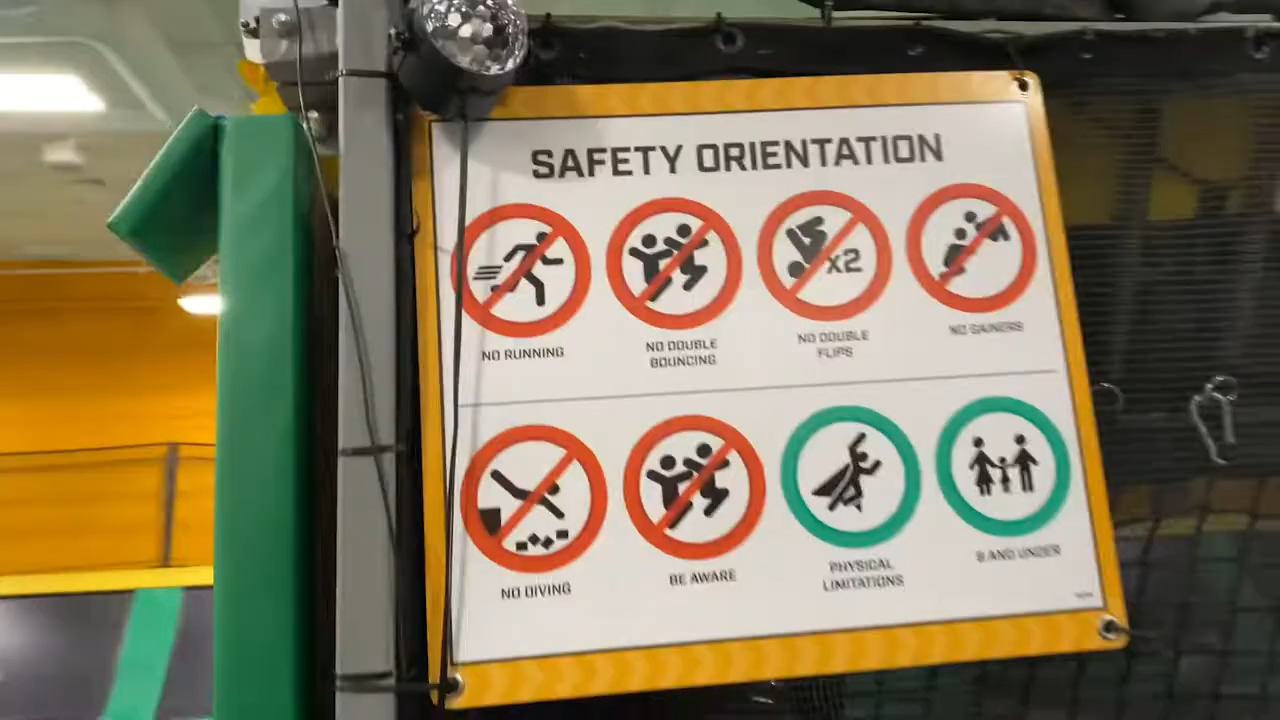 SAFETY ORIENTATION
x2
NO RUNNING
NO DOUBLE
BOUNCING
NO DOUBLE
FLIPS
NO GAINERS
NO DIVING
BE AWARE
PHYSICAL
LIMITATIONS
AND UNDER